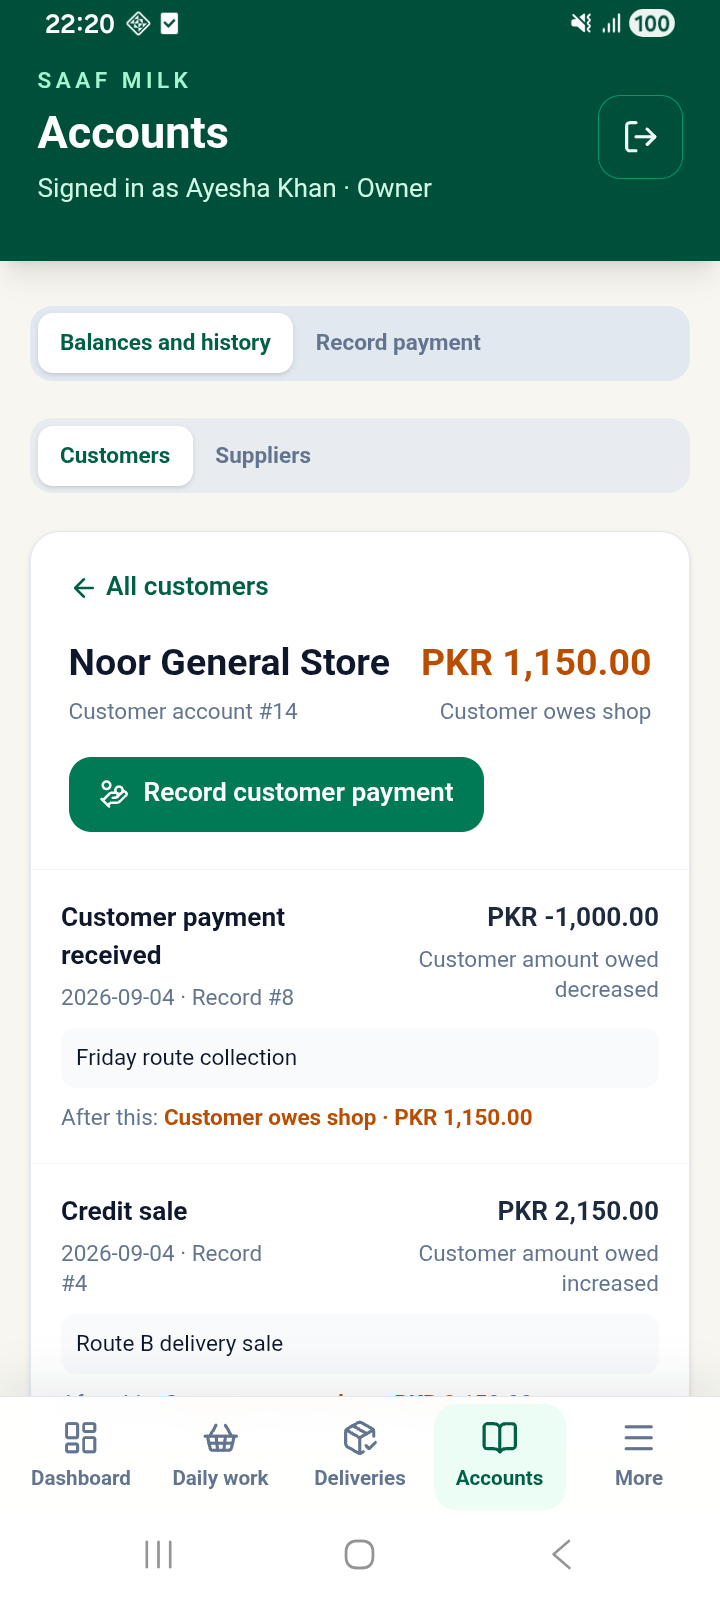 22:20
100
SAAF MILK
Accounts
Signed in as Ayesha Khan · Owner
Balances and history
Record payment
Customers
Suppliers
All customers
Noor General Store
PKR 1,150.00
Customer account #14
Customer owes shop
Record customer payment
Customer payment
received
PKR -1,000.00
Customer amount owed
decreased
2026-09-04 · Record #8
Friday route collection
After this: Customer owes shop · PKR 1,150.00
Credit sale
PKR 2,150.00
2026-09-04 · Record
#4
Customer amount owed
increased
Route B delivery sale
Dashboard
Daily work
Deliveries
Accounts
More